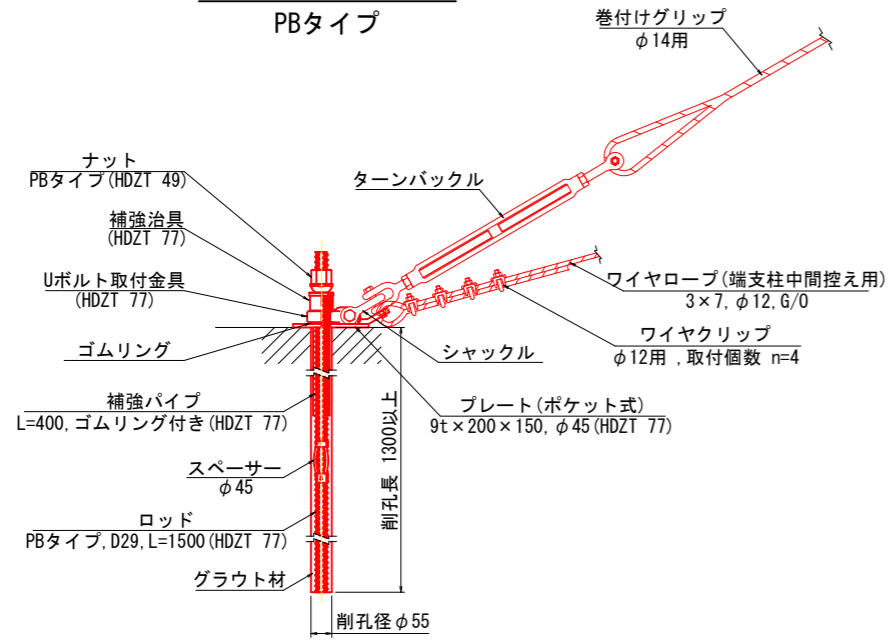 PBタイプ
巻付けグリップ
φ14用
ナット
PBタイプ(HDZT 49)
ターンバックル
補強治具
(HDZT 77)
Uボルト取付金具
(HDZT 77)
ワイヤロープ(端支柱中間控え用)
3×7, φ12, G/O
ワイヤクリップ
φ12用 , 取付個数 n=4
ゴムリング
シャックル
補強パイプ
L=400, ゴムリング付き(HDZT 77)
プレート(ポケット式)
9t×200×150, φ45(HDZT 77)
削孔長 1300以上
スペーサー
φ45
ロッド
PBタイプ, D29, L=1500(HDZT 77)
グラウト材
削孔径φ55